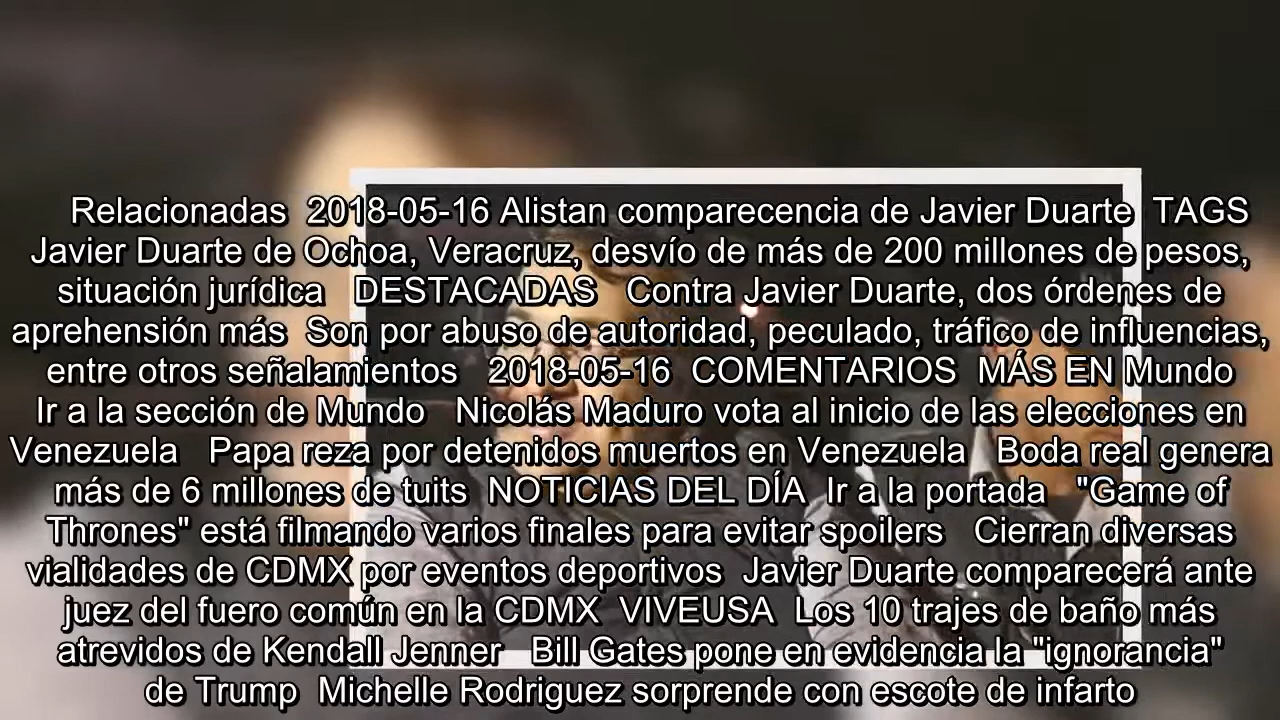 Relacionadas 2018-05-16 Alistan comparecencia de Javier Duarte TAGS
Javier Duarte de Ochoa, Veracruz, desvío de más de 200 millones de pesos,
situación jurídica DESTACADAS Contra Javier Duarte, dos órdenes de
aprehensión más Son por abuso de autoridad, peculado, tráfico de influencias,
entre otros señalamientos 2018-05-16 COMENTARIOS MÁS EN Mundo
Ir a la sección de Mundo Nicolás Maduro vota al inicio de las elecciones en
Venezuela Papa reza por detenidos muertos en Venezuela Boda real genera
más de 6 millones de tuits NOTICIAS DEL DÍA Ir a la portada "Game of
Thrones" está filmando varios finales para evitar spoilers Cierran diversas
vialidades de CDMX por eventos deportivos Javier Duarte comparecerá ante
juez del fuero común en la CDMX VIVEUSA Los 10 trajes de baño más
atrevidos de Kendall Jenner Bill Gates pone en evidencia la "ignorancia"
de Trump Michelle Rodriguez sorprende con escote de infarto